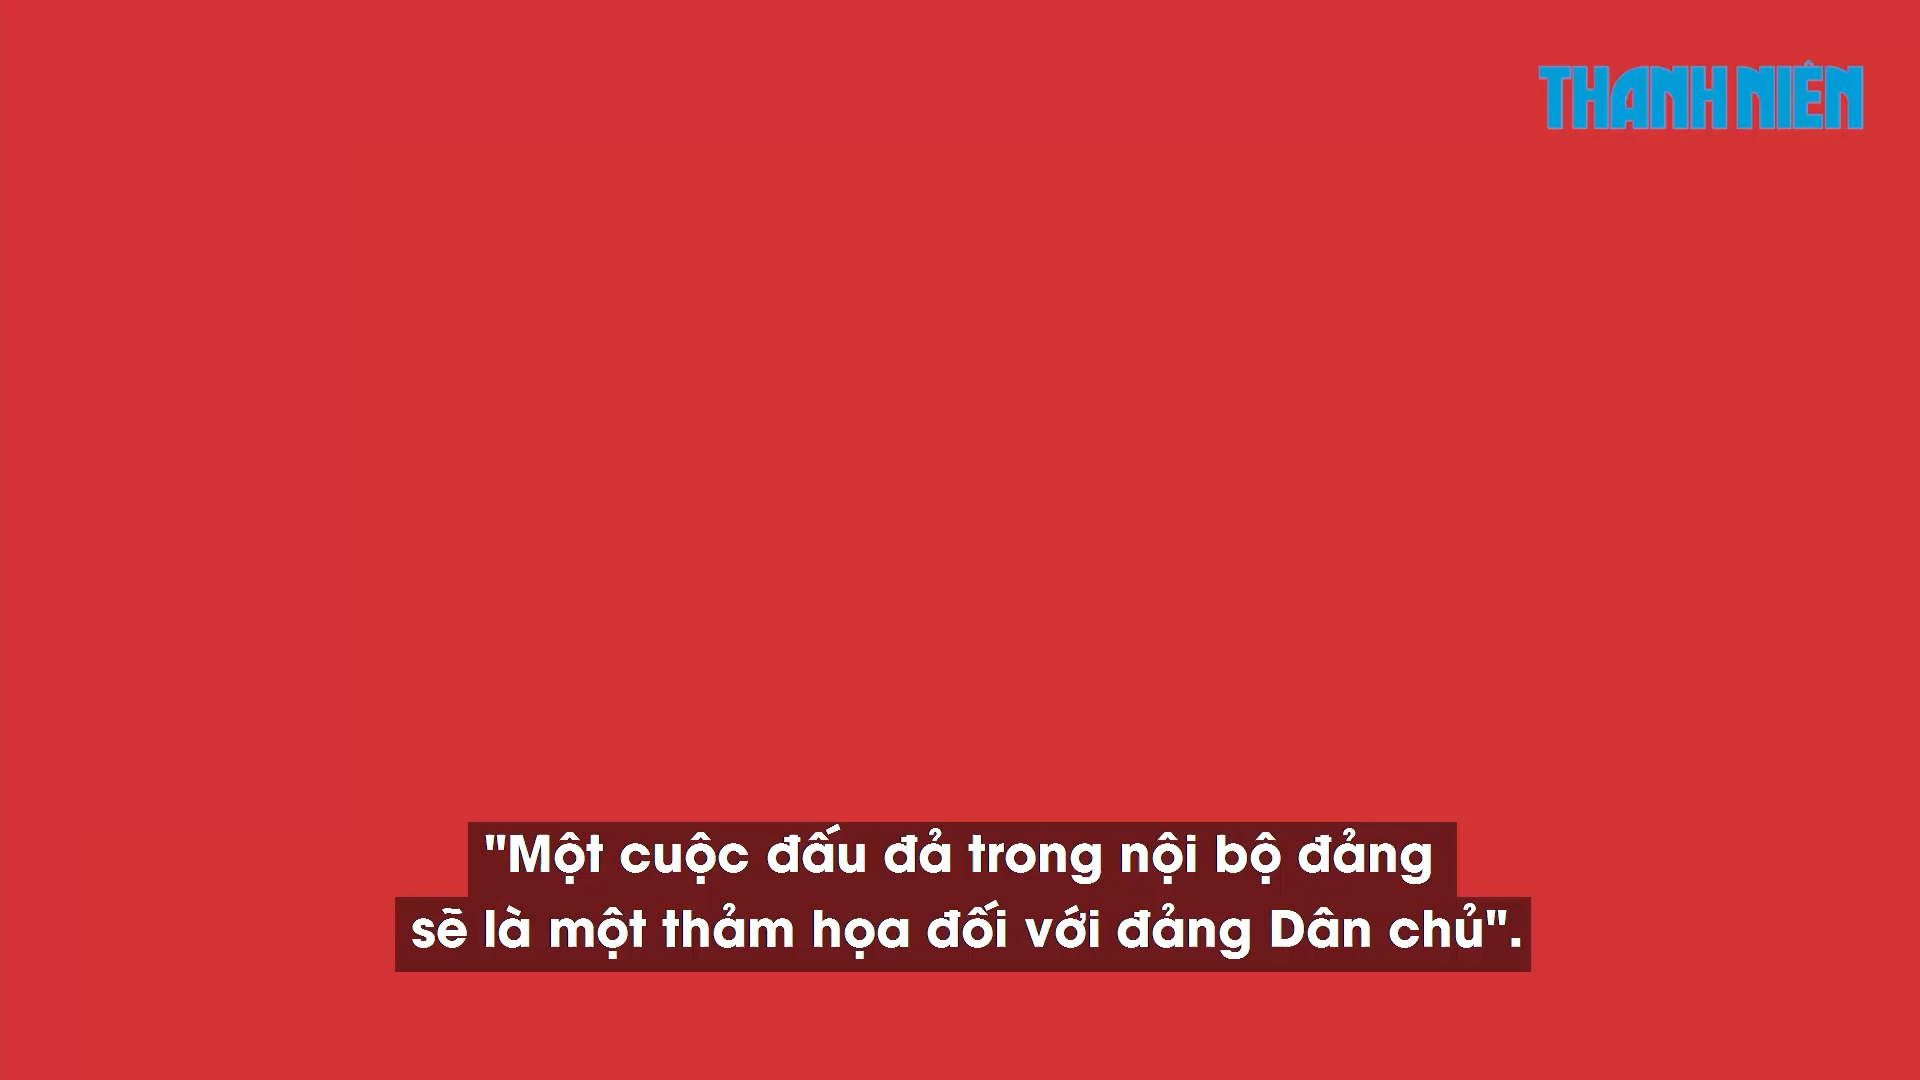 THANH NIÊN
"Một cuộc đấu đả trong nội bộ đảng
sẽ là một thảm họa đối với đảng Dân chủ".